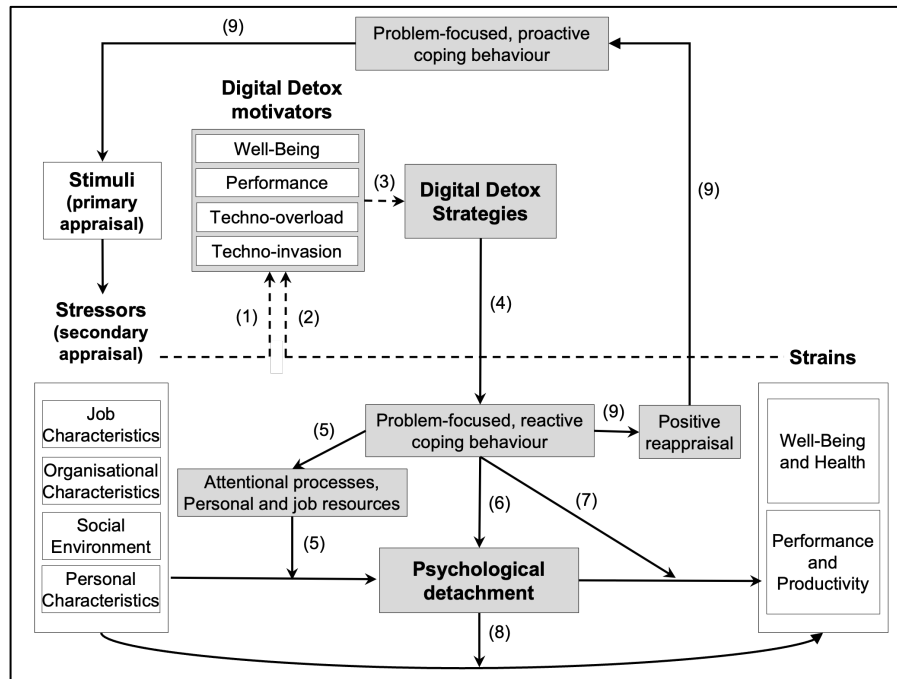 (9)
Problem-focused, proactive
coping behaviour
Digital Detox
motivators
Well-Being
Performance
Techno-overload
Techno-invasion
(3)
Digital Detox
Strategies
(9)
Stimuli
(primary
appraisal)
Stressors
(secondary
appraisal)
(1)
(2)
(4)
Strains
Job
Characteristics
Organisational
Characteristics
Social
Environment
Personal
Characteristics
(5)
Problem-focused, reactive
coping behaviour
(9)
Positive
reappraisal
Attentional processes,
Personal and job resources
(5)
(6)
(7)
Psychological
detachment
(8)
Well-Being
and Health
Performance
and
Productivity